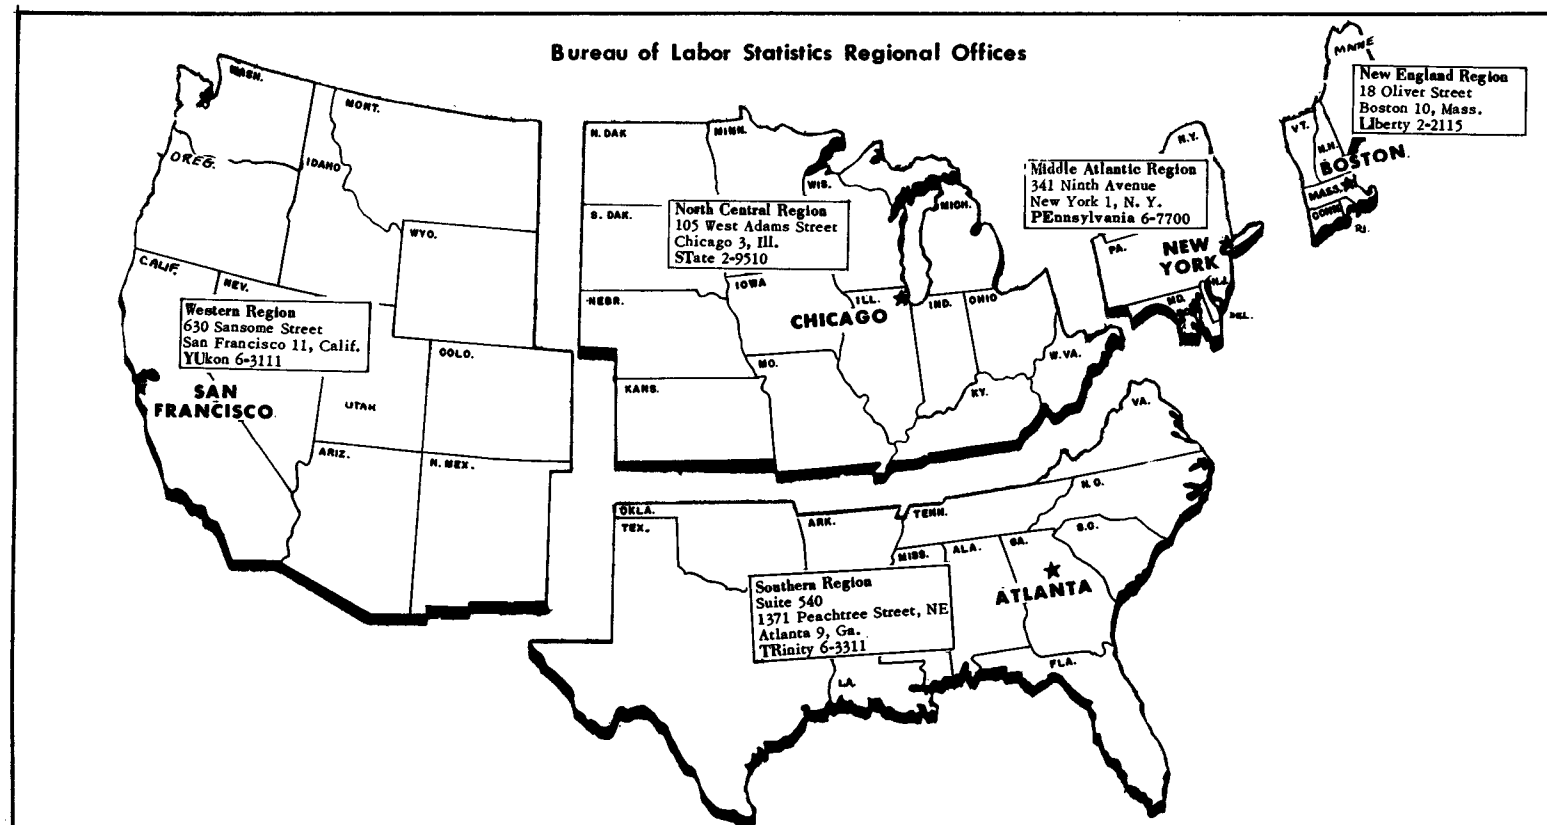 Bureau of Labor Statistics Regional Offices
WASH.
MONT.
OREG.
IDAHO
WYO.
CALIF.
NEV.
Western Region
630 Sansome Street
San Francisco 11, Calif.
YUkon 6-3111
SAN
FRANCISCO
UTAH
COLO.
ARIZ.
N. MEX.
N. DAK
MINN.
S. DAK.
WIS.
MICH.
North Central Region
105 West Adams Street
Chicago 3, Ill.
STate 2-9510
NEBR.
IOWA
ILL.
IND.
OHIO
CHICAGO
KANS.
MO.
KY.
W. VA.
Middle Atlantic Region
341 Ninth Avenue
New York 1, N. Y.
PEnnsylvania 6-7700
N.Y.
PA.
NEW
YORK
N.J.
MD.
DEL.
MAINE
New England Region
18 Oliver Street
Boston 10, Mass.
LIberty 2-2115
VT.
N.H.
BOSTON
MASS.
CONN
R.I.
OKLA.
TEX.
ARK.
TENN.
VA.
N. C.
S.C.
MISS.
ALA.
GA.
ATLANTA
Southern Region
Suite 540
1371 Peachtree Street, NE
Atlanta 9, Ga.
TRinity 6-3311
LA.
FLA.